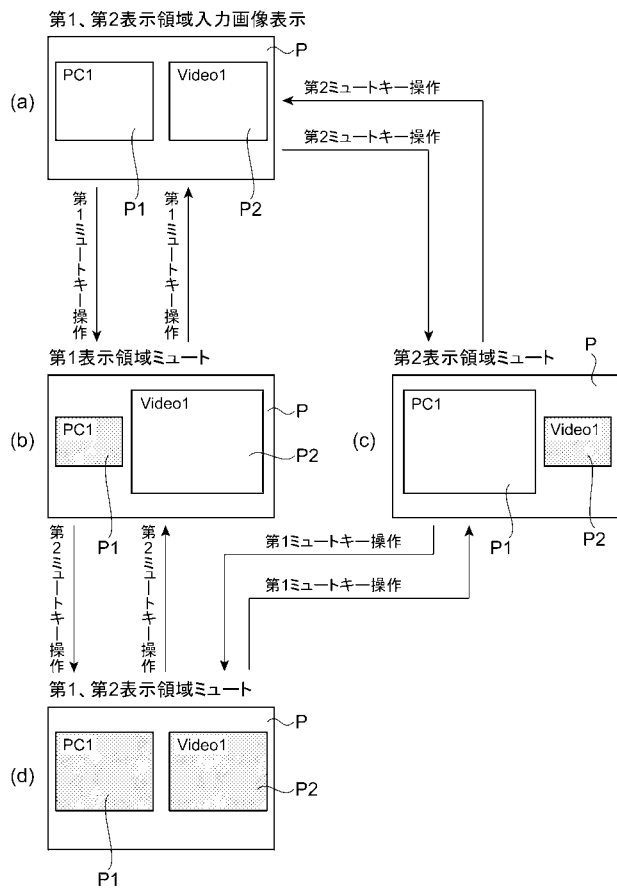 第1、第2表示領域入力画像表示
P
PC1
Video1
(a)
P1
P2
第2ミュートキー操作
第2ミュートキー操作
第1ミュートキー操作
第1ミュートキー操作
第1表示領域ミュート
第2表示領域ミュート
P
PC1
Video1
P
(b)
P2
P1
(c)
PC1
Video1
P1
P2
第2ミュートキー操作
第2ミュートキー操作
第1ミュートキー操作
第1ミュートキー操作
第1、第2表示領域ミュート
P
PC1
Video1
(d)
P2
P1